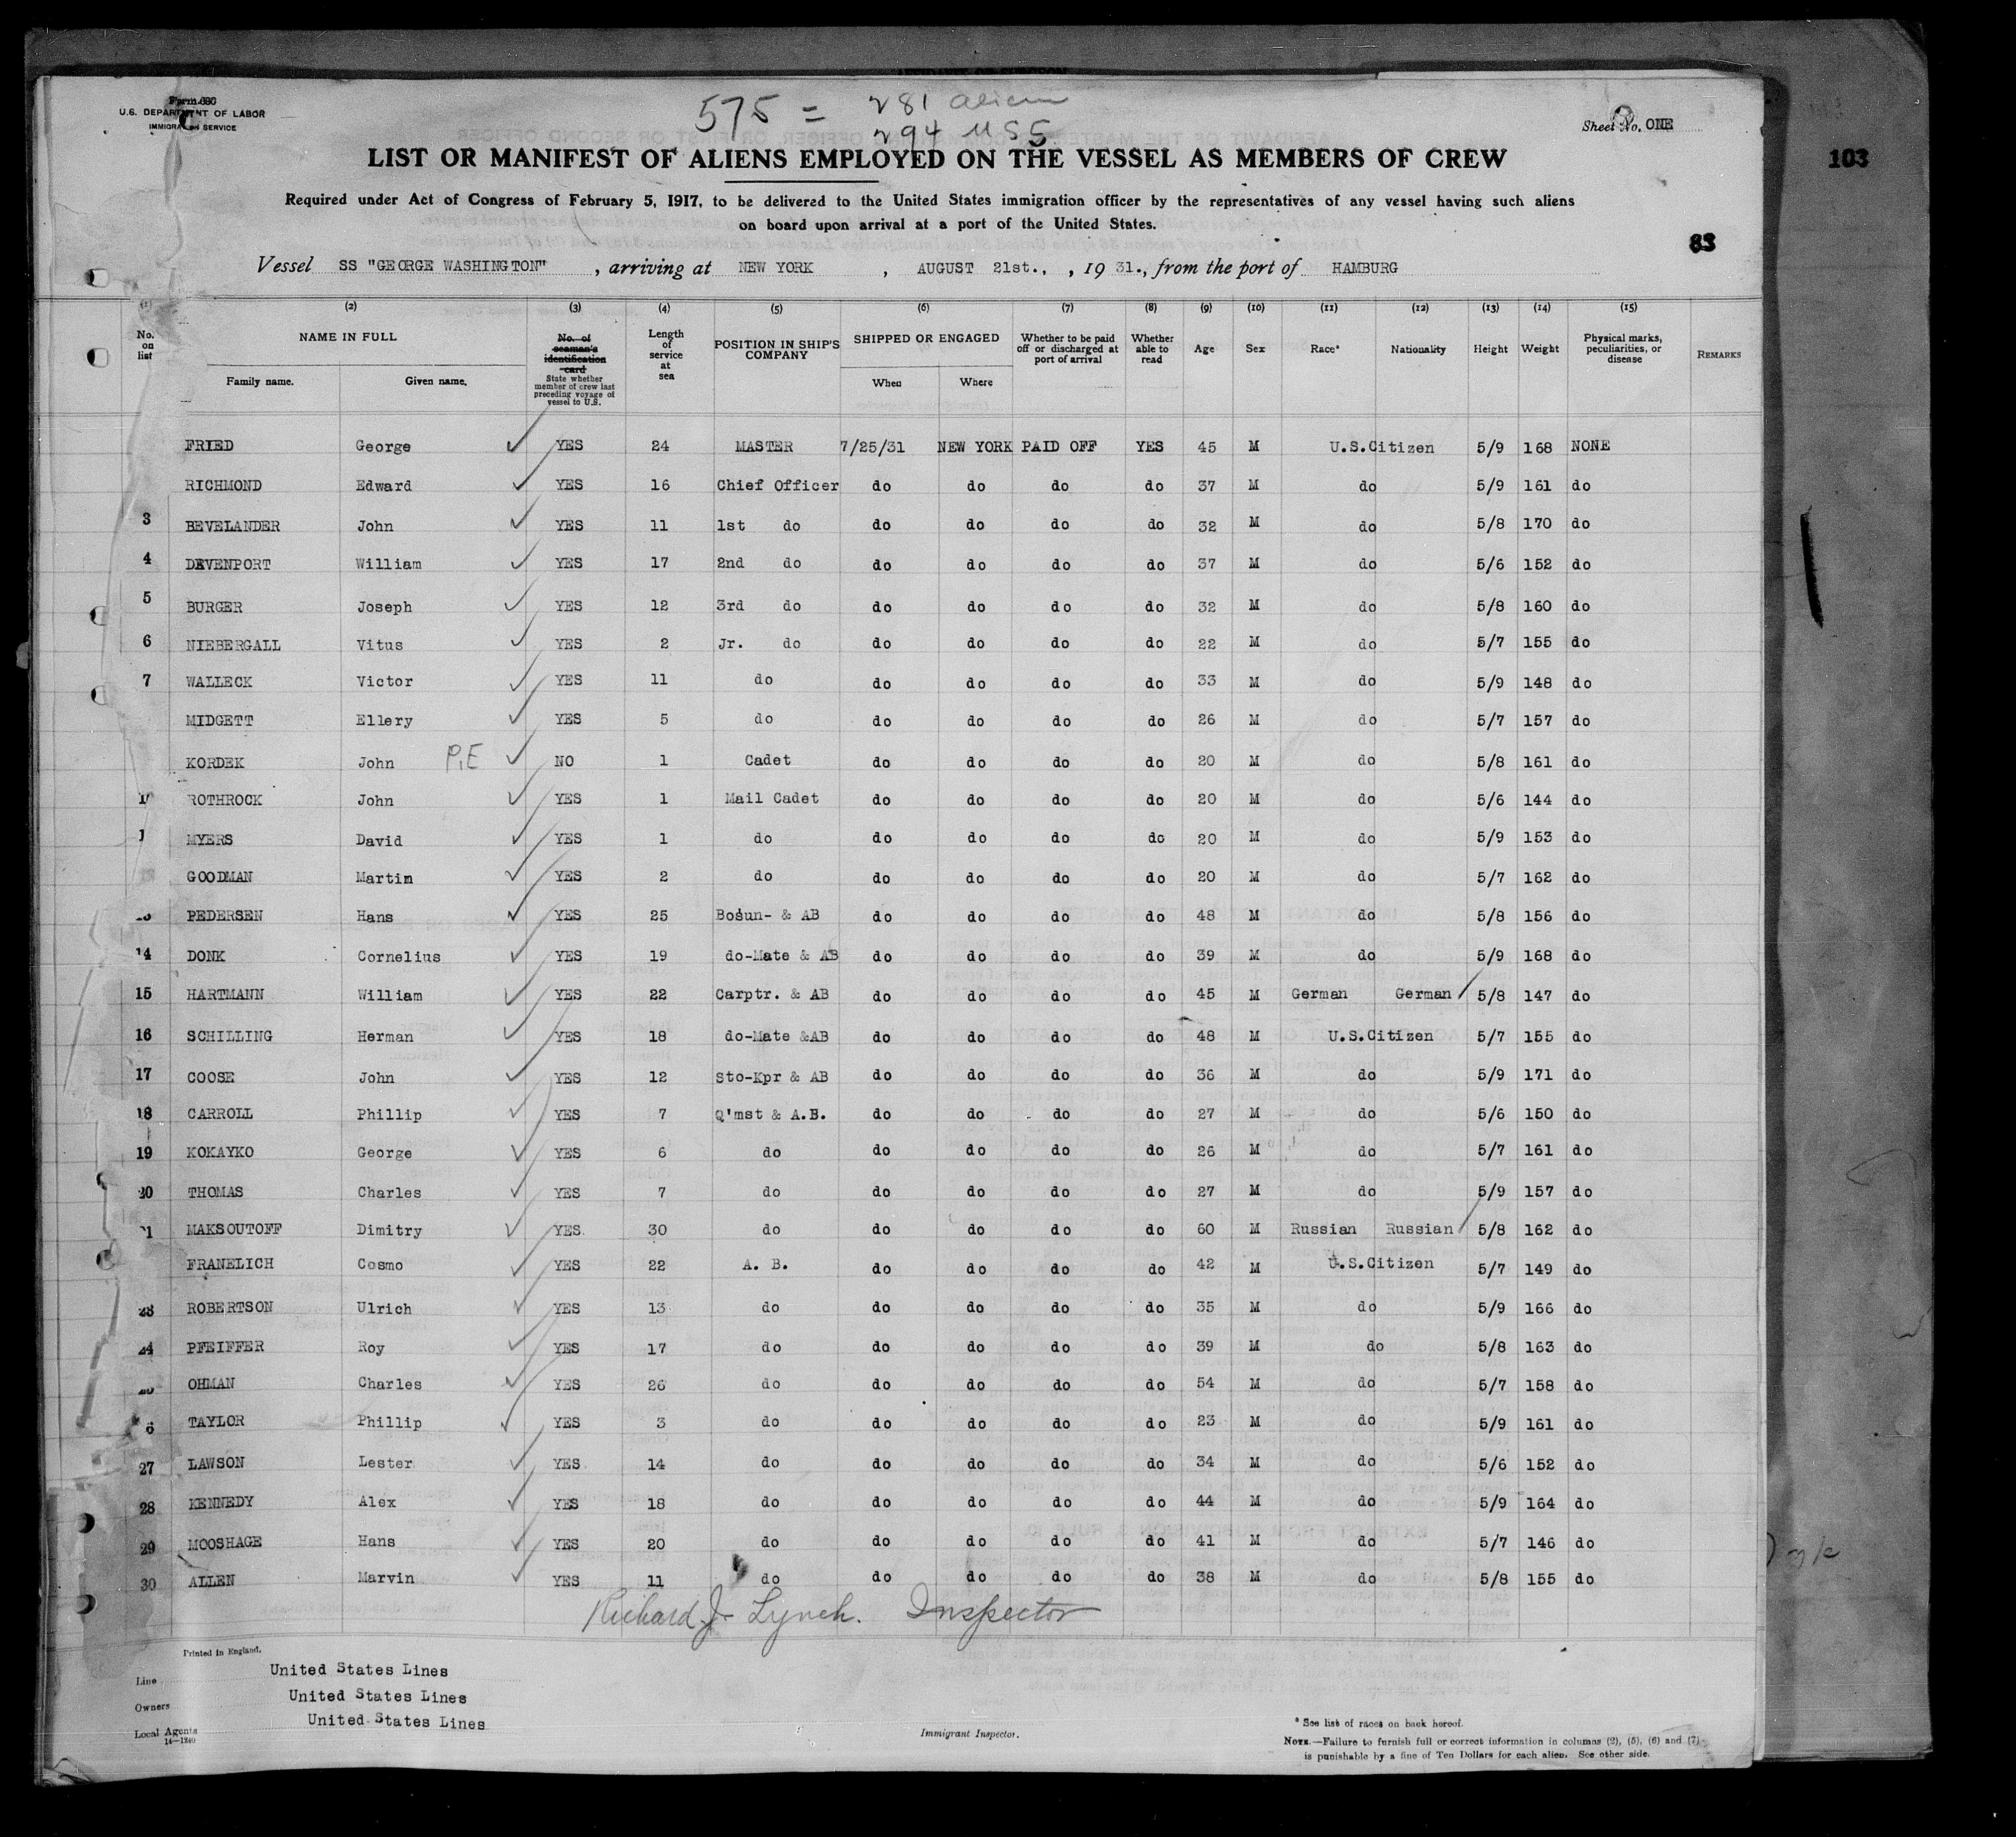 Form 680
U.S. DEPARTMENT OF LABOR
IMMIGRATION SERVICE
575 = 281 aliens
294 USS
Sheet No. ONE
103
LIST OR MANIFEST OF ALIENS EMPLOYED ON THE VESSEL AS MEMBERS OF CREW
Required under Act of Congress of February 5, 1917, to be delivered to the United States immigration officer by the representatives of any vessel having such aliens
on board upon arrival at a port of the United States.
83
Vessel SS "GEORGE WASHINGTON", arriving at NEW YORK, AUGUST 21st., , 19 31., from the port of HAMBURG
(1) (2) (3) (4) (5) (6) (7) (8) (9) (10) (11) (12) (13) (14) (15)
No. on list NAME IN FULL Family name. Given name. No. of seaman's identification card State whether member of crew last preceding voyage of vessel to U.S. Length of service at sea POSITION IN SHIP'S COMPANY SHIPPED OR ENGAGED When Where Whether to be paid off or discharged at port of arrival Whether able to read Age Sex Race* Nationality Height Weight Physical marks, peculiarities, or disease REMARKS
FRIED George YES 24 MASTER 7/25/31 NEW YORK PAID OFF YES 45 M U.S.Citizen 5/9 168 NONE
RICHMOND Edward YES 16 Chief Officer do do do do 37 M do 5/9 161 do
3 BEVELANDER John YES 11 1st do do do do do 32 M do 5/8 170 do
4 DEVENPORT William YES 17 2nd do do do do do 37 M do 5/6 152 do
5 BURGER Joseph YES 12 3rd do do do do do 32 M do 5/8 160 do
6 NIEBERGALL Vitus YES 2 Jr. do do do do do 22 M do 5/7 155 do
7 WALLECK Victor YES 11 do do do do do 33 M do 5/9 148 do
MIDGETT Ellery YES 5 do do do do do 26 M do 5/7 157 do
KORDEK John P.E NO 1 Cadet do do do do 20 M do 5/8 161 do
ROTHROCK John YES 1 Mail Cadet do do do do 20 M do 5/6 144 do
MYERS David YES 1 do do do do do 20 M do 5/9 153 do
GOODMAN Martin YES 2 do do do do do 20 M do 5/7 162 do
PEDERSEN Hans YES 25 Bosun- & AB do do do do 48 M do 5/8 156 do
14 DONK Cornelius YES 19 do-Mate & AB do do do do 39 M do 5/9 168 do
15 HARTMANN William YES 22 Carptr. & AB do do do do 45 M German German 5/8 147 do
16 SCHILLING Herman YES 18 do-Mate &AB do do do do 48 M U.S.Citizen 5/7 155 do
17 COOSE John YES 12 Sto-Kpr & AB do do do do 36 M do 5/9 171 do
18 CARROLL Phillip YES 7 Q'mst & A.B. do do do do 27 M do 5/6 150 do
19 KOKAYKO George YES 6 do do do do do 26 M do 5/7 161 do
20 THOMAS Charles YES 7 do do do do do 27 M do 5/9 157 do
MAKSOUTOFF Dimitry YES 30 do do do do do 60 M Russian Russian 5/8 162 do
FRANELICH Cosmo YES 22 A. B. do do do do 42 M U.S.Citizen 5/7 149 do
23 ROBERTSON Ulrich YES 13 do do do do do 35 M do 5/9 166 do
24 PFEIFFER Roy YES 17 do do do do do 39 M do 5/8 163 do
OHMAN Charles YES 26 do do do do do 54 M do 5/7 158 do
6 TAYLOR Phillip YES 3 do do do do do 23 M do 5/9 161 do
27 LAWSON Lester YES 14 do do do do do 34 M do 5/6 152 do
28 KENNEDY Alex YES 18 do do do do do 44 M do 5/9 164 do
29 MOOSHAGE Hans YES 20 do do do do do 41 M do 5/7 146 do
30 ALLEN Marvin YES 11 do do do do do 38 M do 5/8 155 do
Richard J. Lynch. Inspector
Printed in England.
Line United States Lines
Owners United States Lines
Local Agents United States Lines
14—1240
Immigrant Inspector.
* See list of races on back hereof.
NOTE.—Failure to furnish full or correct information in columns (2), (5), (6) and (7)
is punishable by a fine of Ten Dollars for each alien. See other side.